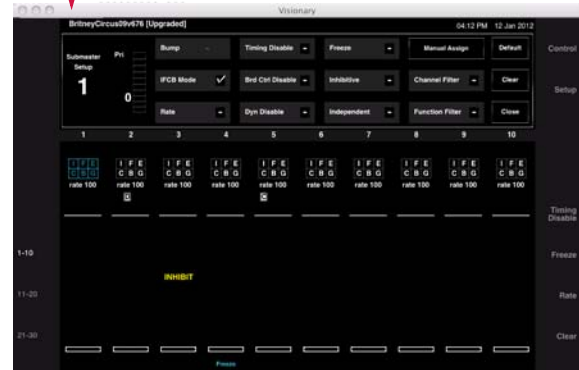 Visionary
BritneyCircus09v676 [Upgraded] 04:12 PM 12 Jan 2012
Submaster Setup 1
Pri 0
Bump - Timing Disable - Freeze - Manual Assign Default
IFCB Mode ✓ Brd Ctrl Disable - Inhibitive - Channel Filter - Clear
Rate - Dyn Disable - Independent - Function Filter - Close
Control
Setup
1 2 3 4 5 6 7 8 9 10
I F E I F E I F E I F E I F E I F E I F E I F E I F E I F E
C B G C B G C B G C B G C B G C B G C B G C B G C B G C B G
rate 100 rate 100 rate 100 rate 100 rate 100 rate 100 rate 100 rate 100 rate 100 rate 100
Timing Disable
1-10
Freeze
INHIBIT
11-20
Rate
21-30
Clear
Freeze